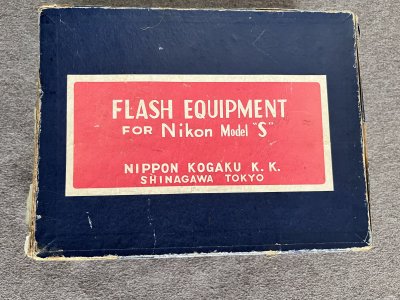 FLASH EQUIPMENT
FOR Nikon Model "S"
NIPPON KOGAKU K. K.
SHINAGAWA TOKYO